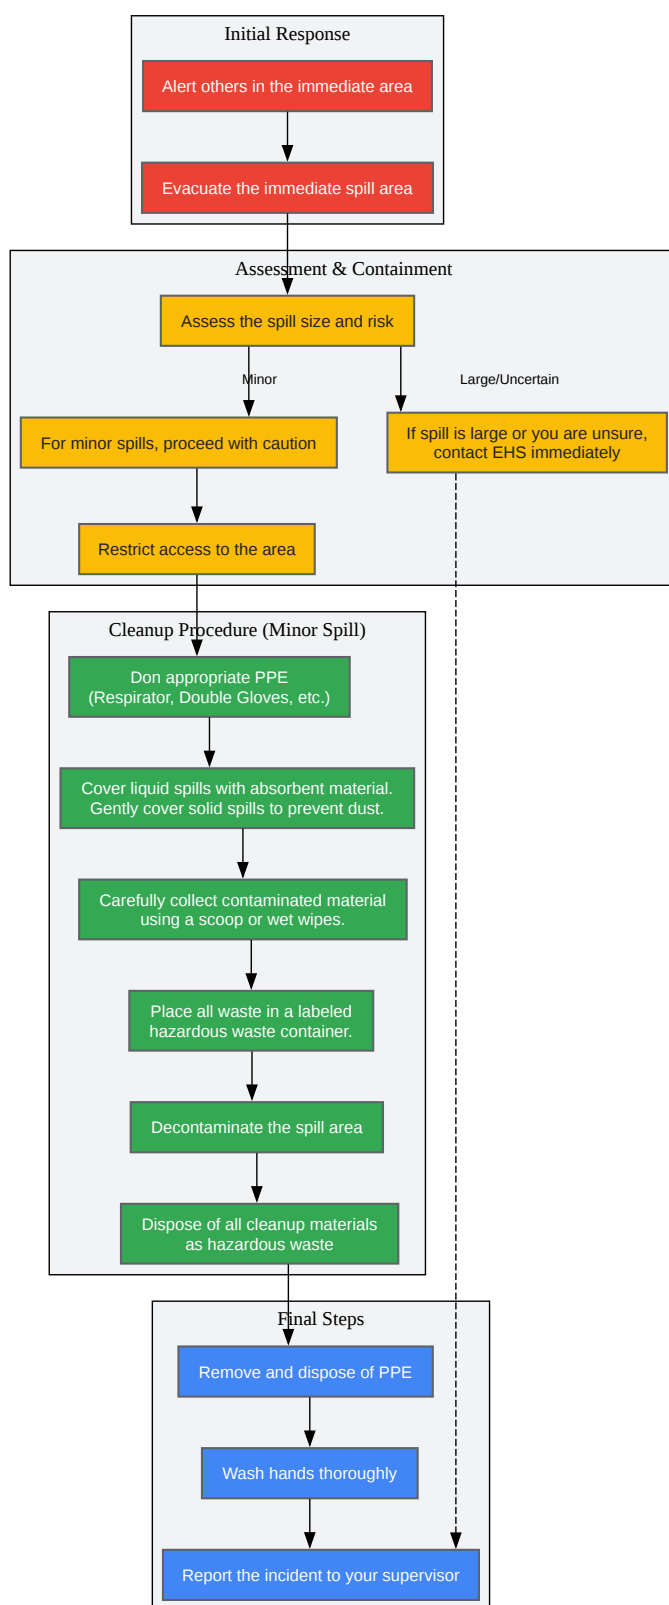 Initial Response
Alert others in the immediate area
Evacuate the immediate spill area
Assessment & Containment
Assess the spill size and risk
Minor
Large/Uncertain
For minor spills, proceed with caution
If spill is large or you are unsure,
contact EHS immediately
Restrict access to the area
Cleanup Procedure (Minor Spill)
Don appropriate PPE
(Respirator, Double Gloves, etc.)
Cover liquid spills with absorbent material.
Gently cover solid spills to prevent dust.
Carefully collect contaminated material
using a scoop or wet wipes.
Place all waste in a labeled
hazardous waste container.
Decontaminate the spill area
Dispose of all cleanup materials
as hazardous waste
Final Steps
Remove and dispose of PPE
Wash hands thoroughly
Report the incident to your supervisor